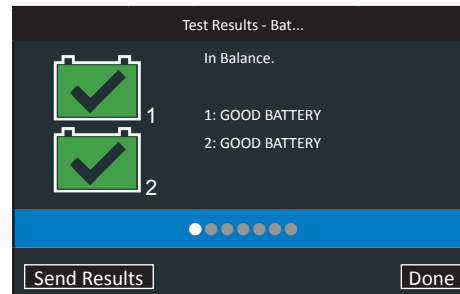 Test Results - Bat...
In Balance.
1
1: GOOD BATTERY
2: GOOD BATTERY
2
Send Results
Done